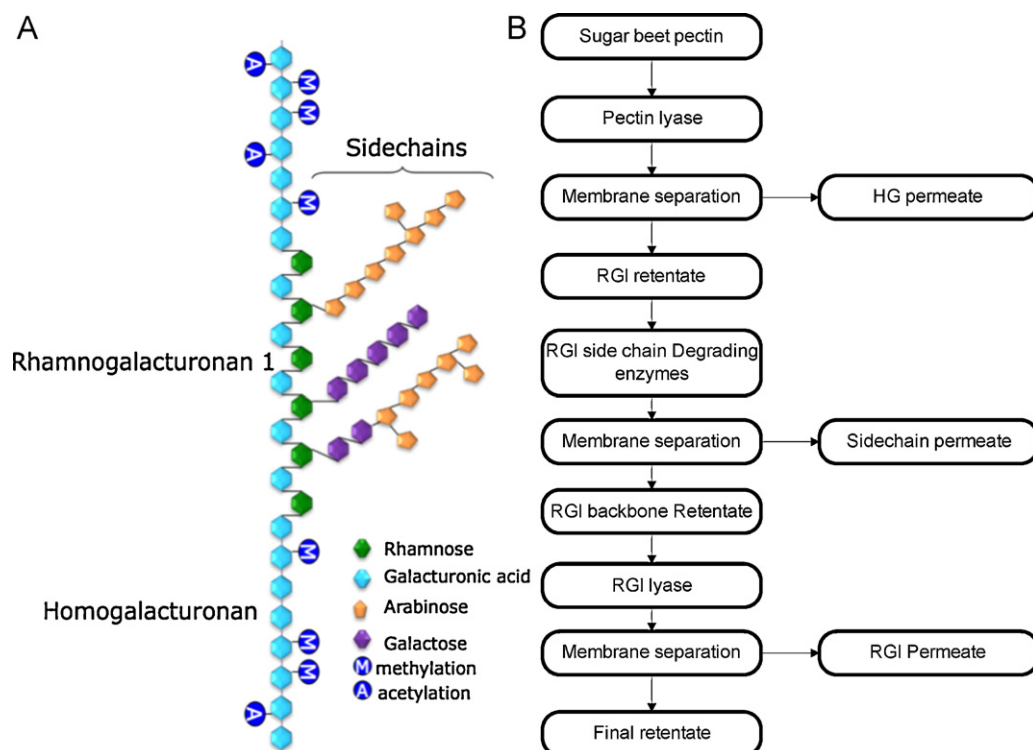 A
A
M
M
A
M
Sidechains
Rhamnogalacturonan 1
Homogalacturonan
M
M
M
A
Rhamnose
Galacturonic acid
Arabinose
Galactose
M methylation
A acetylation
B
Sugar beet pectin
Pectin lyase
Membrane separation
HG permeate
RGI retentate
RGI side chain Degrading
enzymes
Membrane separation
Sidechain permeate
RGI backbone Retentate
RGI lyase
Membrane separation
RGI Permeate
Final retentate